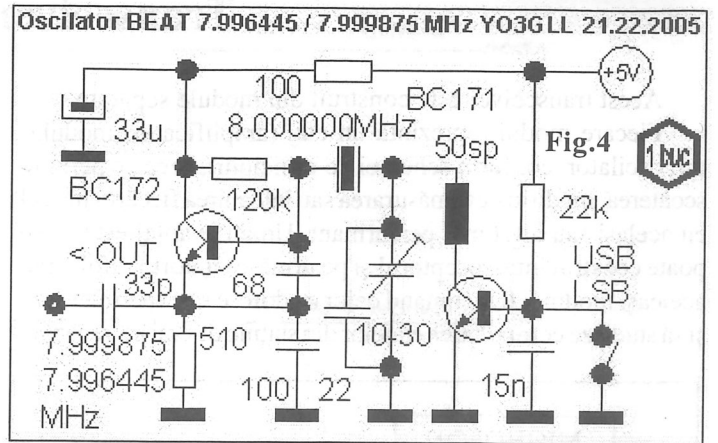 Oscilator BEAT 7.996445 / 7.999875 MHz YO3GLL 21.22.2005
+5V
100
BC171
33u
8.000000MHZ
50sp
Fig.4
1 buc
BC172
120k
22k
< OUT
USB
33p
68
LSB
7.999875
510
0.30
7.996445
100
22
15n
MHz